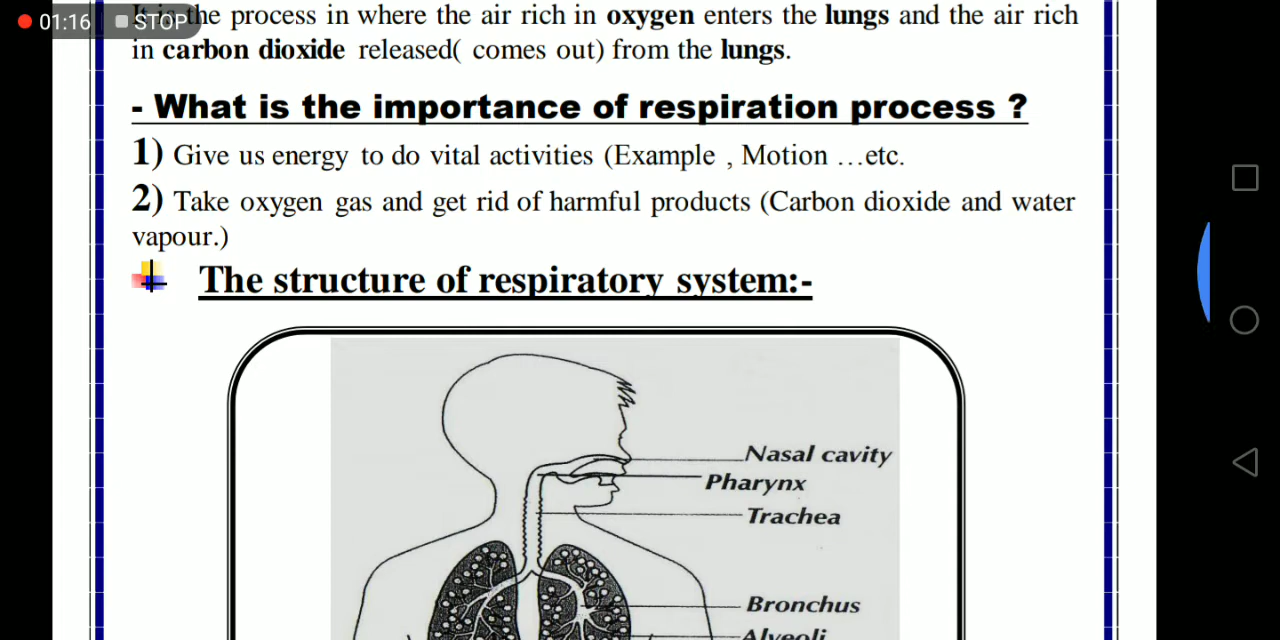 01:16 STOP
It is the process in where the air rich in oxygen enters the lungs and the air rich
in carbon dioxide released( comes out) from the lungs.
- What is the importance of respiration process ?
1) Give us energy to do vital activities (Example , Motion …etc.
2) Take oxygen gas and get rid of harmful products (Carbon dioxide and water
vapour.)
The structure of respiratory system:-
Nasal cavity
Pharynx
Trachea
Bronchus
Alveoli